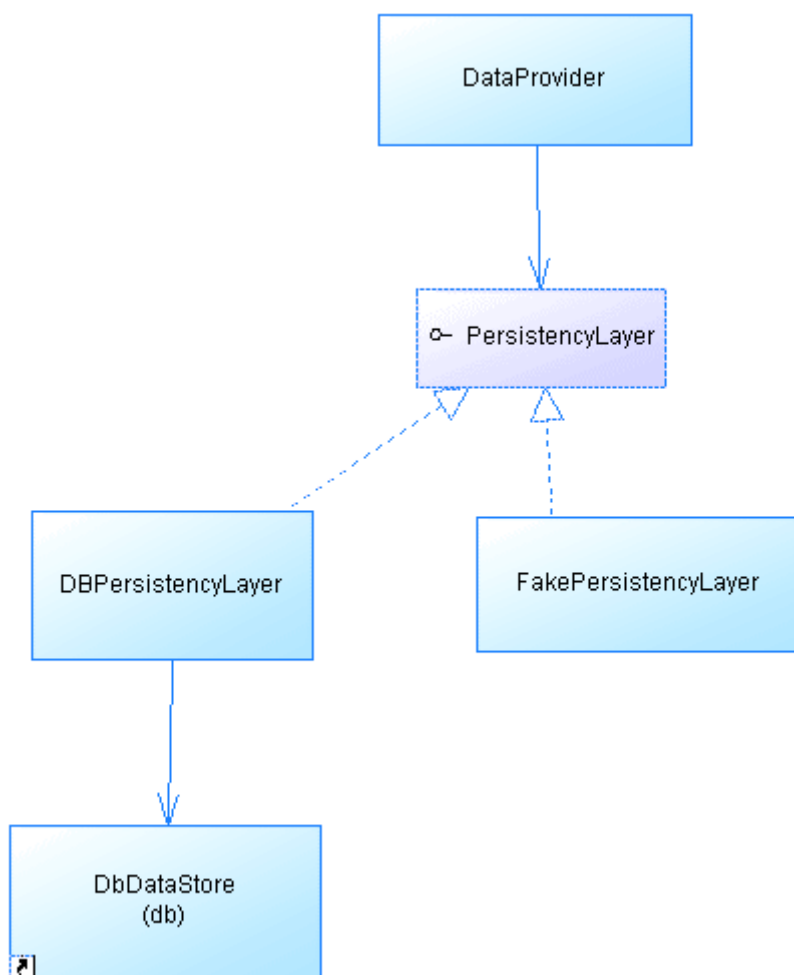 DataProvider
PersistencyLayer
DBPersistencyLayer
FakePersistencyLayer
DbDataStore
(db)